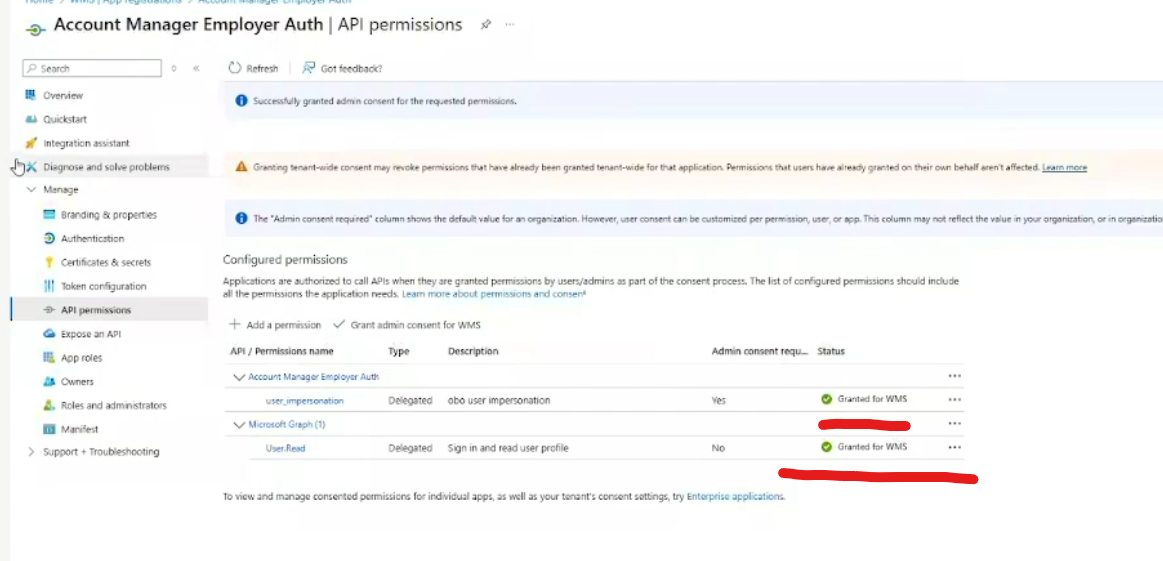 Home > WMS | App registrations > Account Manager Employer Auth
Account Manager Employer Auth | API permissions
Search
Refresh
Got feedback?
Overview
Quickstart
Integration assistant
Diagnose and solve problems
Manage
Branding & properties
Authentication
Certificates & secrets
Token configuration
API permissions
Expose an API
App roles
Owners
Roles and administrators
Manifest
Support + Troubleshooting
Successfully granted admin consent for the requested permissions.
Granting tenant-wide consent may revoke permissions that have already been granted tenant-wide for that application. Permissions that users have already granted on their own behalf aren't affected. Learn more
The "Admin consent required" column shows the default value for an organization. However, user consent can be customized per permission, user, or app. This column may not reflect the value in your organization, or in organizatio
Configured permissions
Applications are authorized to call APIs when they are granted permissions by users/admins as part of the consent process. The list of configured permissions should include
all the permissions the application needs. Learn more about permissions and consent
Add a permission
Grant admin consent for WMS
API / Permissions name Type Description Admin consent requ... Status
Account Manager Employer Auth
user_impersonation Delegated obo user impersonation Yes Granted for WMS
Microsoft Graph (1)
User.Read Delegated Sign in and read user profile No Granted for WMS
To view and manage consented permissions for individual apps, as well as your tenant's consent settings, try Enterprise applications.